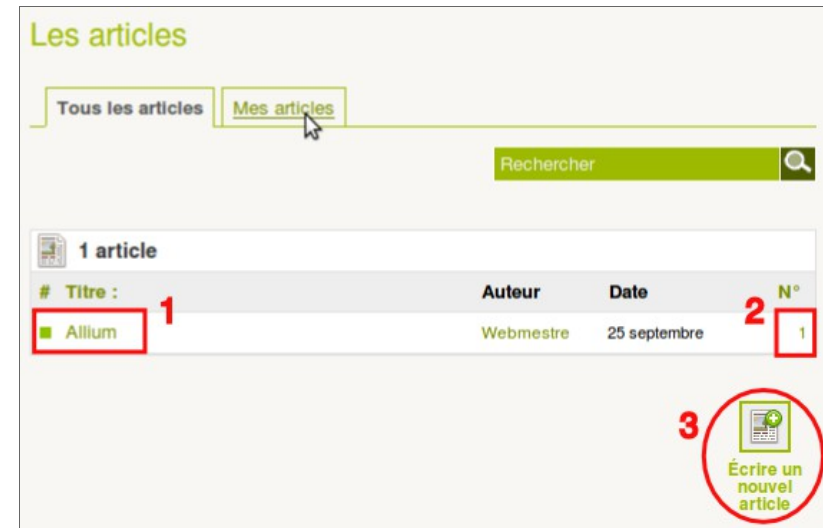 Les articles
Tous les articles Mes articles
Rechercher
1 article
# Titre : Auteur Date N°
Allium Webmestre 25 septembre 1
1
2
3
Écrire un
nouvel
article